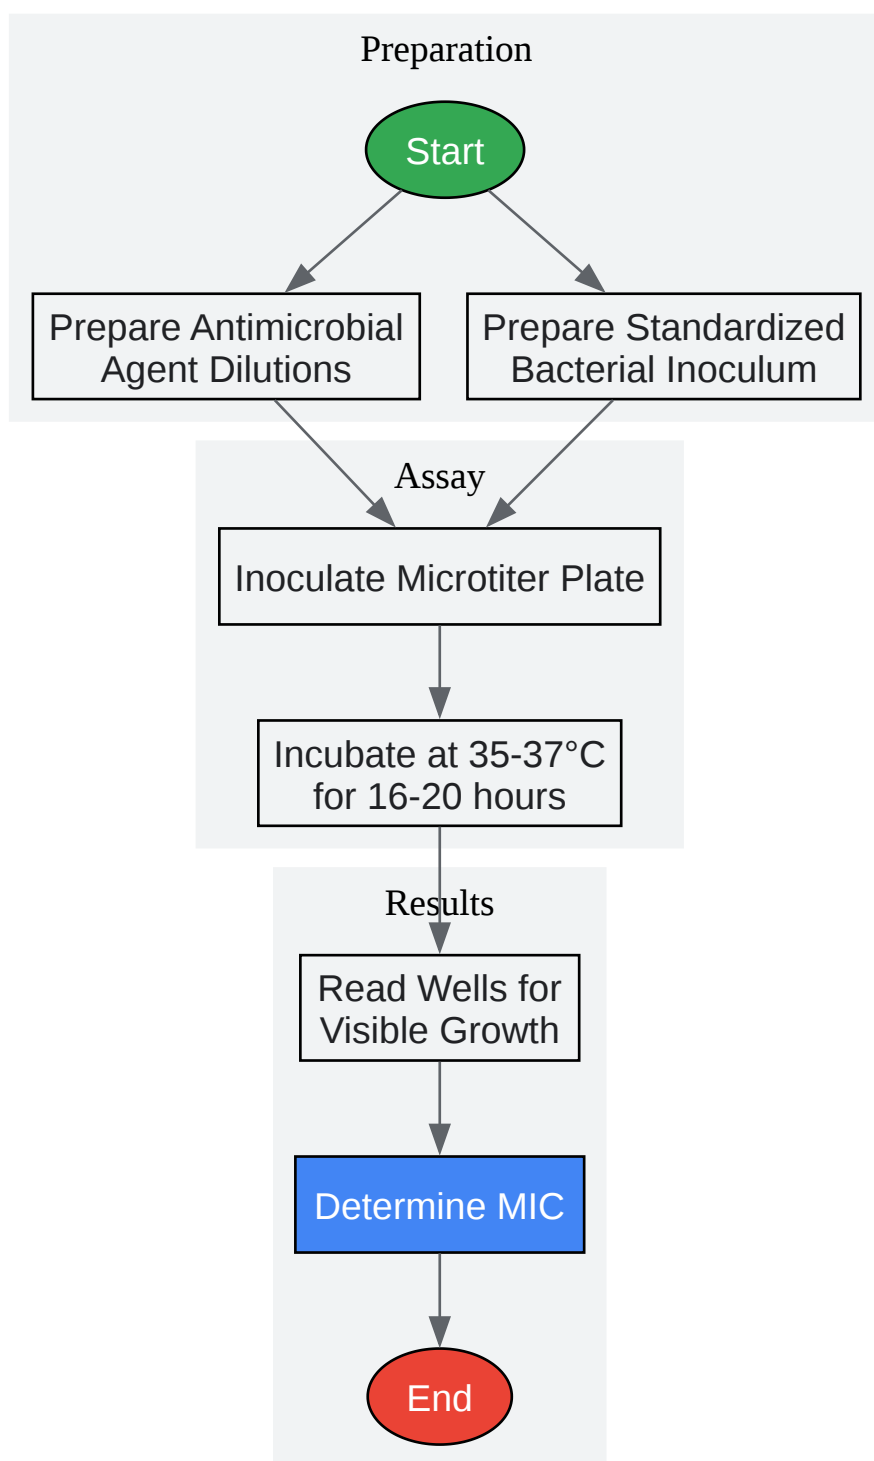 Preparation
Start
Prepare Antimicrobial
Agent Dilutions
Prepare Standardized
Bacterial Inoculum
Assay
Inoculate Microtiter Plate
Incubate at 35-37°C
for 16-20 hours
Results
Read Wells for
Visible Growth
Determine MIC
End